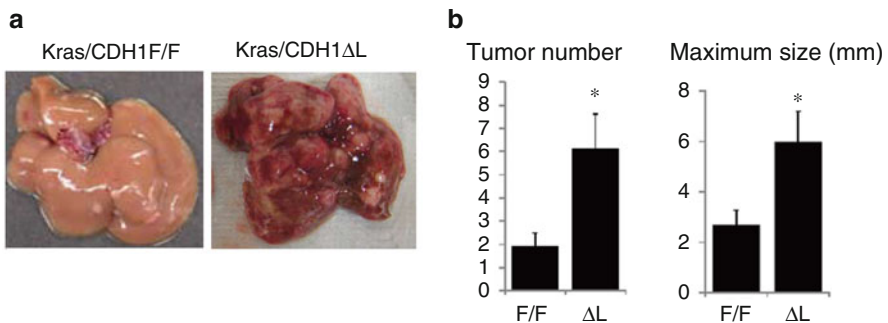 a
Kras/CDH1F/F
Kras/CDH1ΔL
b
Tumor number
9
8
7
6
5
4
3
2
1
0
*
F/F
ΔL
Maximum size (mm)
8
6
4
2
0
*
F/F
ΔL